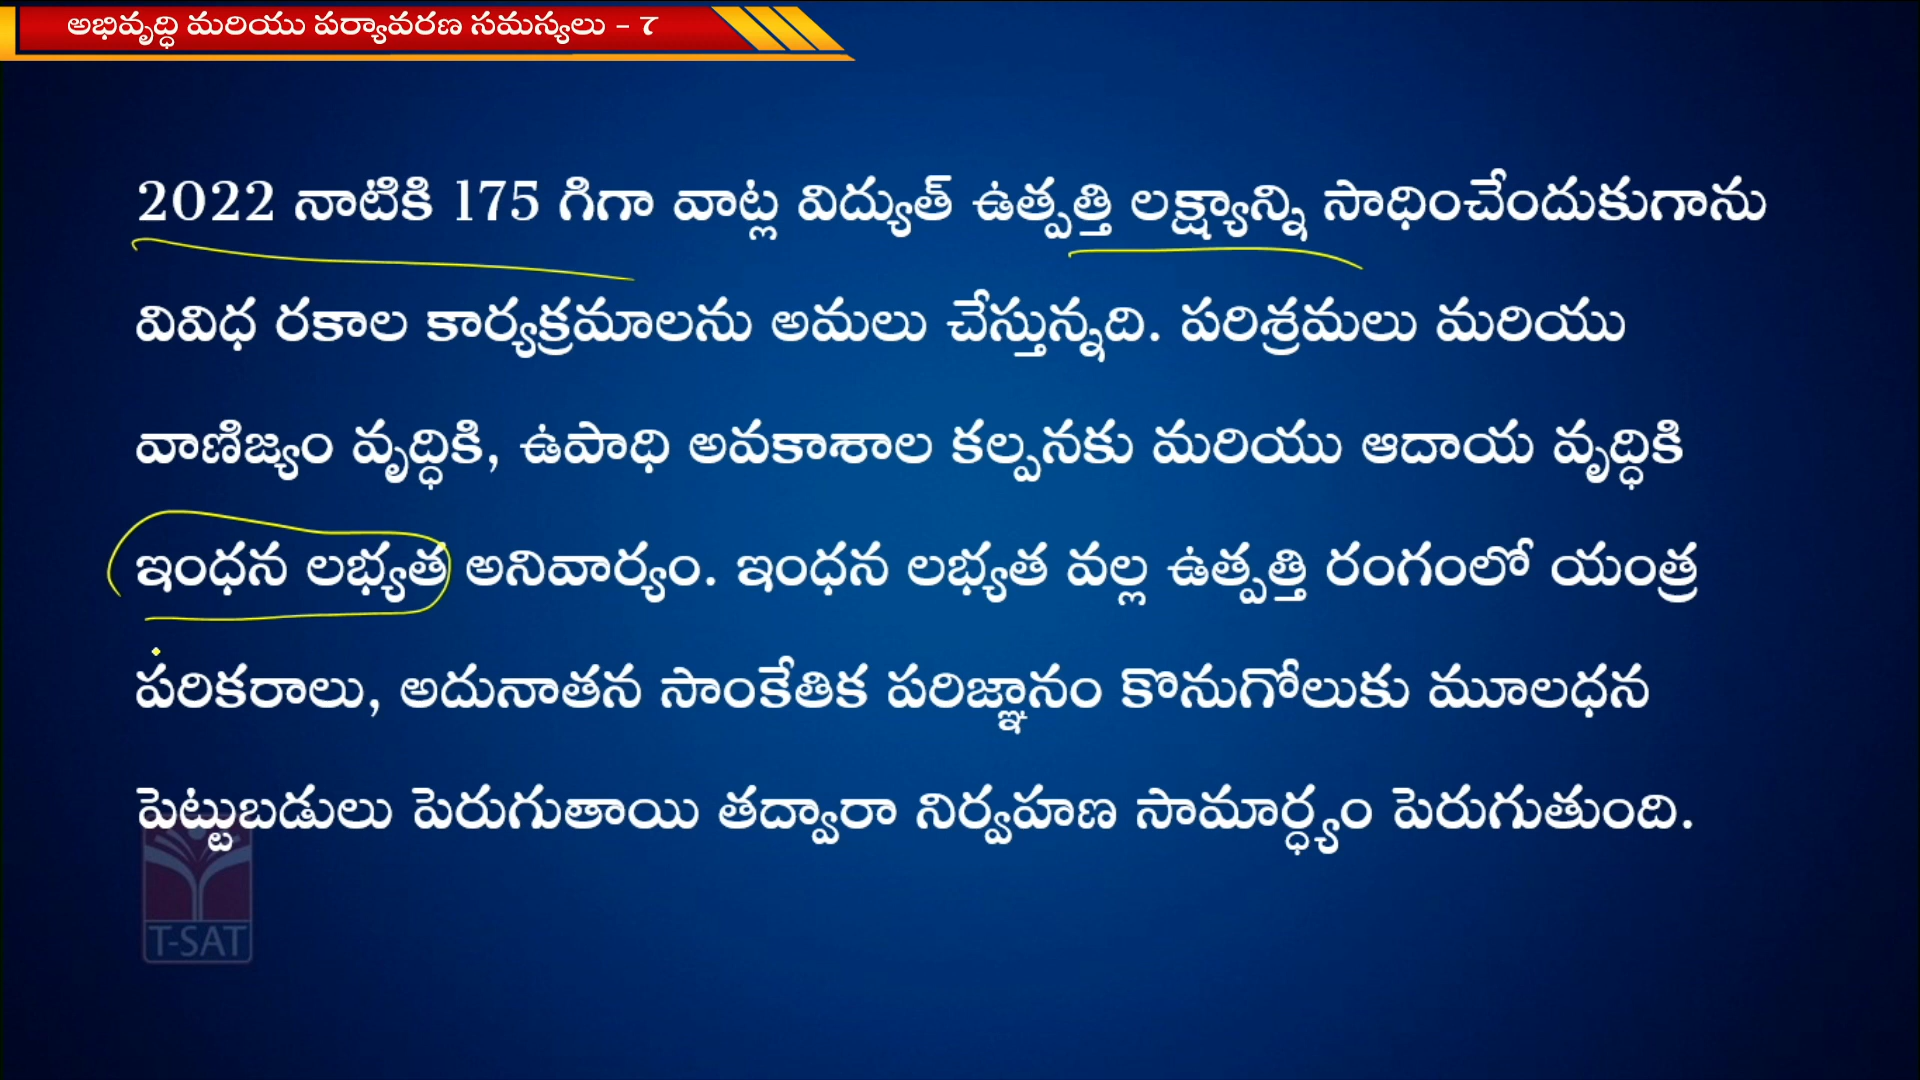 అభివృద్ధి మరియు పర్యావరణ సమస్యలు - 7
2022 నాటికి 175 గిగా వాట్ల విద్యుత్ ఉత్పత్తి లక్ష్యాన్ని సాధించేందుకుగాను
వివిధ రకాల కార్యక్రమాలను అమలు చేస్తున్నది. పరిశ్రమలు మరియు
వాణిజ్యం వృద్ధికి, ఉపాధి అవకాశాల కల్పనకు మరియు ఆదాయ వృద్ధికి
ఇంధన లభ్యత అనివార్యం. ఇంధన లభ్యత వల్ల ఉత్పత్తి రంగంలో యంత్ర
పరికరాలు, అదునాతన సాంకేతిక పరిజ్ఞానం కొనుగోలుకు మూలధన
పెట్టుబడులు పెరుగుతాయి తద్వారా నిర్వహణ సామార్ధ్యం పెరుగుతుంది.
T-SAT